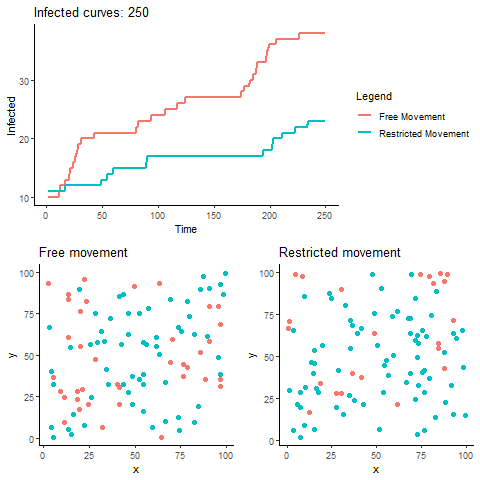 Infected curves: 250
Infected
30
20
10
0
50
100
150
200
250
Time
Legend
Free Movement
Restricted Movement
Free movement
y
100
75
50
25
0
0
25
50
75
100
x
Restricted movement
y
100
75
50
25
0
0
25
50
75
100
x